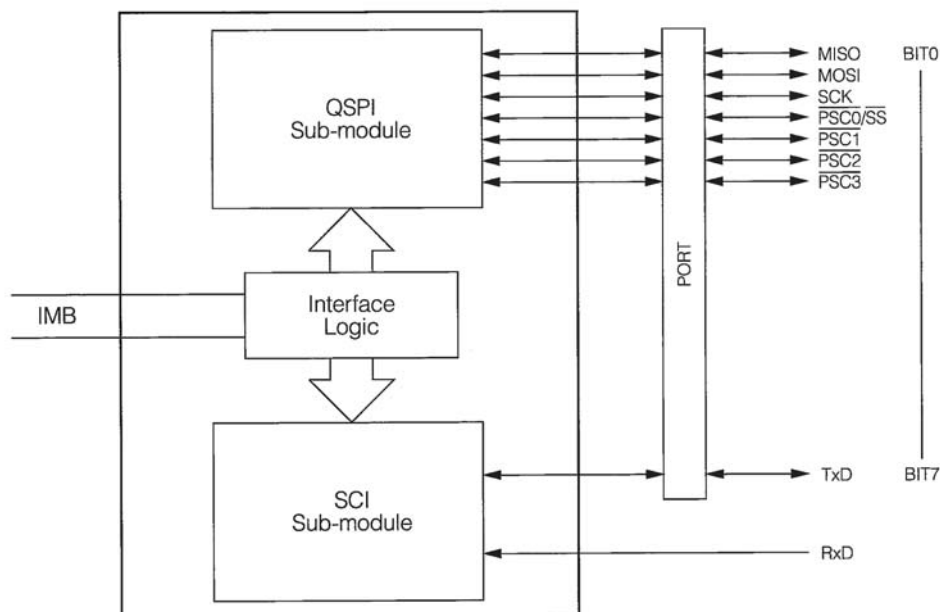 QSPI
Sub-module
MISO BIT0
MOSI
SCK
PSC0/SS
PSC1
PSC2
PSC3
PORT
Interface
Logic
IMB
SCI
Sub-module
TxD BIT7
RxD